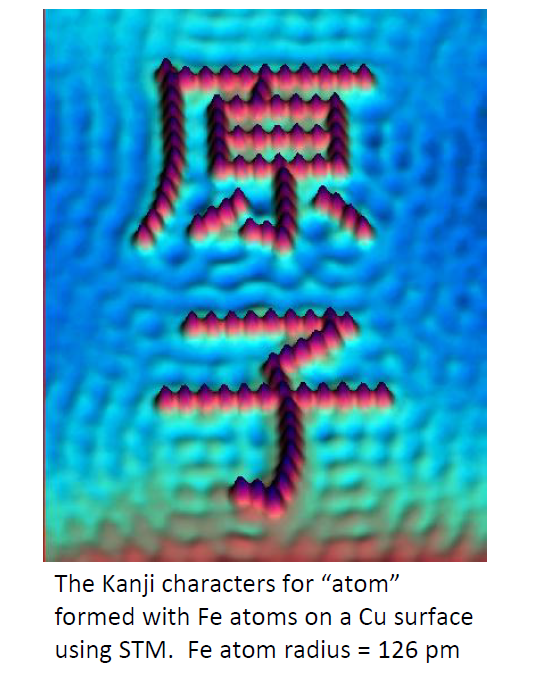 原
子
The Kanji characters for “atom”
formed with Fe atoms on a Cu surface
using STM.  Fe atom radius = 126 pm